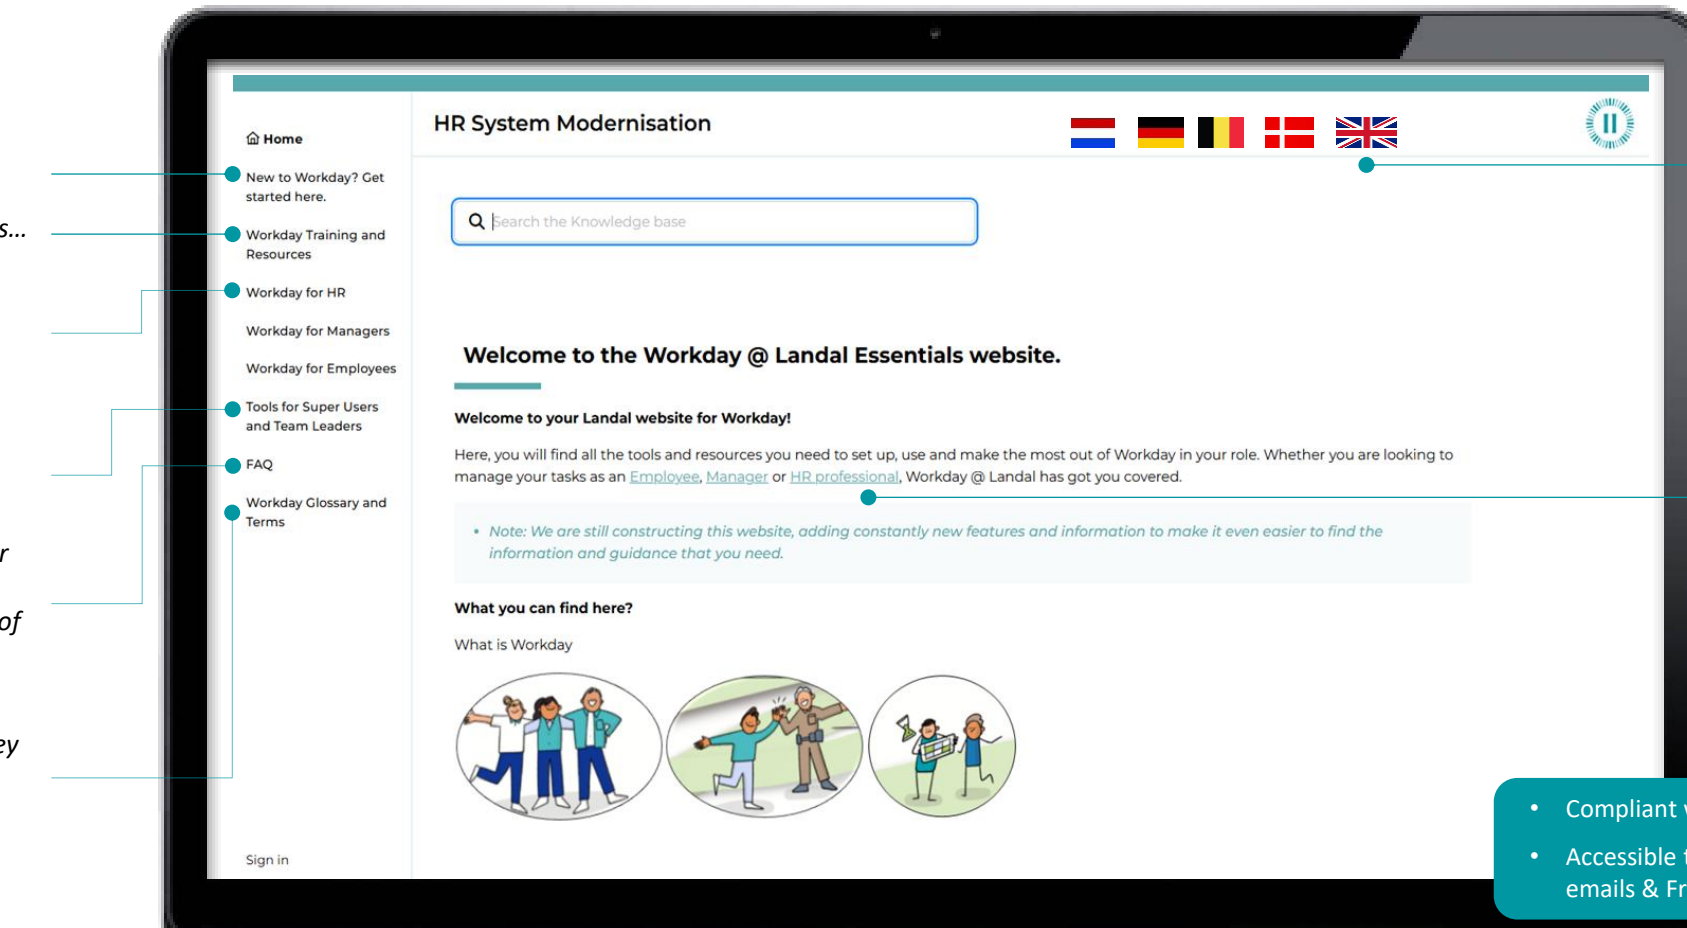 HR System Modernisation
Home
New to Workday? Get
started here.
Workday Training and
Resources
Workday for HR
Workday for Managers
Workday for Employees
Tools for Super Users
and Team Leaders
FAQ
Workday Glossary and
Terms
Sign in
s...
r
of
ey
Search the Knowledge base
Welcome to the Workday @ Landal Essentials website.
Welcome to your Landal website for Workday!
Here, you will find all the tools and resources you need to set up, use and make the most out of Workday in your role. Whether you are looking to
manage your tasks as an Employee, Manager or HR professional, Workday @ Landal has got you covered.
• Note: We are still constructing this website, adding constantly new features and information to make it even easier to find the
information and guidance that you need.
What you can find here?
What is Workday
• Compliant
• Accessible
emails & Fr